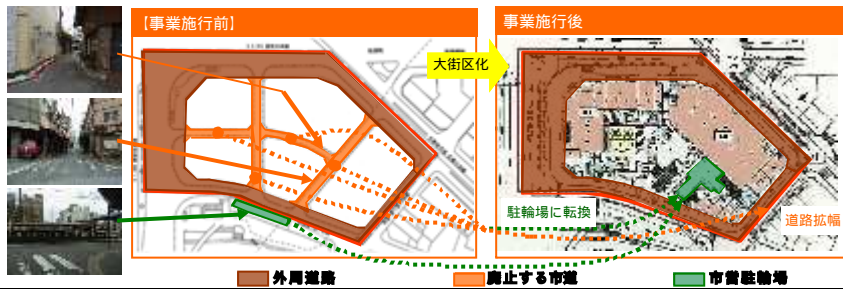 【事業施行前】
事業施行後
大街区化
駐輪場に転換
道路拡幅
外周道路
廃止する市道
市営駐輪場